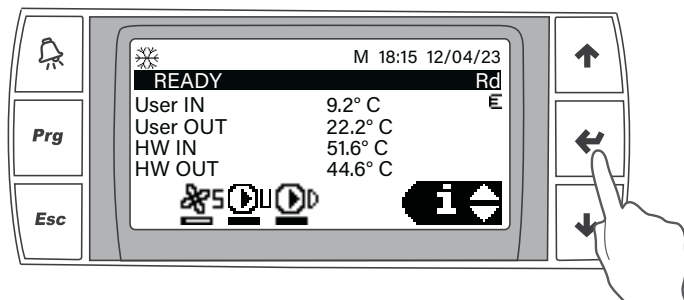 M 18:15 12/04/23
READY Rd
User IN 9.2° C E
User OUT 22.2° C
HW IN 51.6° C
HW OUT 44.6° C
S U D i
Prg
Esc